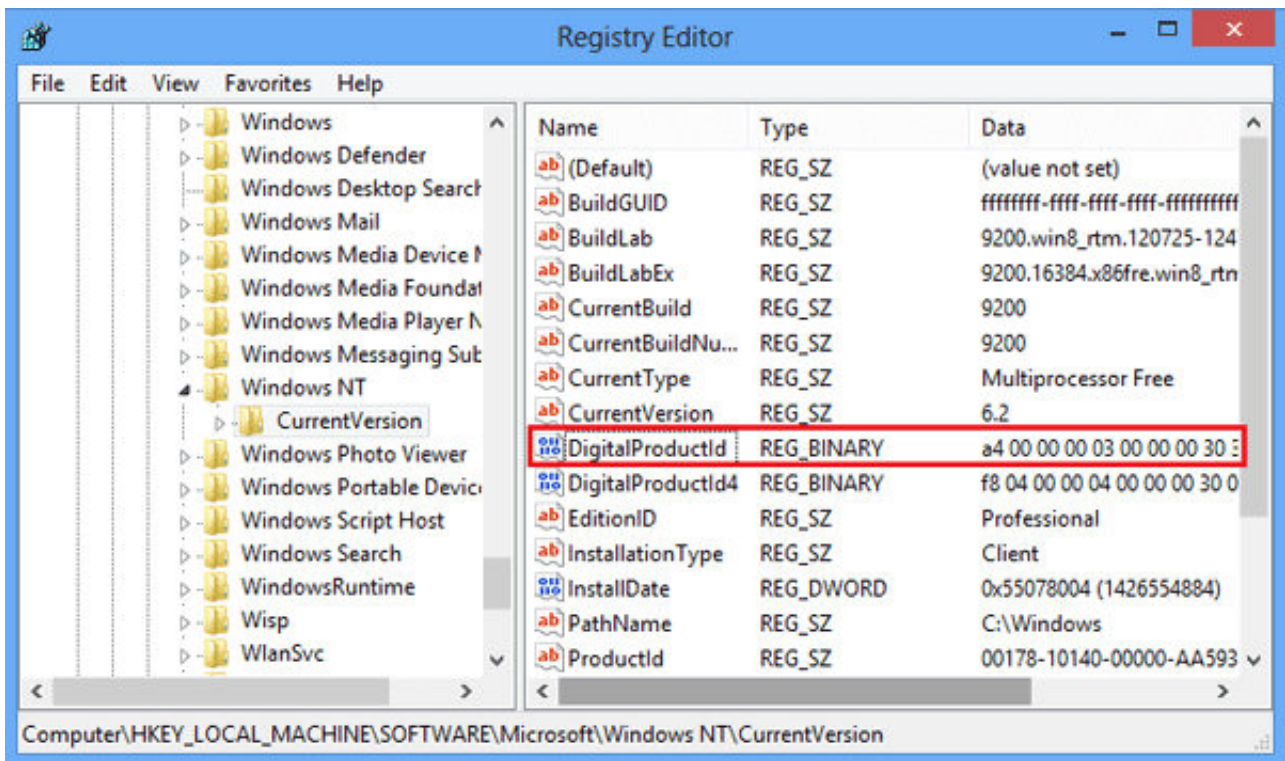 Registry Editor
File Edit View Favorites Help
Windows
Windows Defender
Windows Desktop Search
Windows Mail
Windows Media Device
Windows Media Foundat
Windows Media Player
Windows Messaging Sub
Windows NT
CurrentVersion
Windows Photo Viewer
Windows Portable Device
Windows Script Host
Windows Search
WindowsRuntime
Wisp
WlanSvc
Name Type Data
(Default) REG_SZ (value not set)
BuildGUID REG_SZ ffffffff-ffff-ffff-ffff-ffffffffff
BuildLab REG_SZ 9200.win8_rtm.120725-124
BuildLabEx REG_SZ 9200.16384.x86fre.win8_rtn
CurrentBuild REG_SZ 9200
CurrentBuildNu... REG_SZ 9200
CurrentType REG_SZ Multiprocessor Free
CurrentVersion REG_SZ 6.2
DigitalProductId REG_BINARY a4 00 00 00 03 00 00 00 30 3
DigitalProductId4 REG_BINARY f8 04 00 00 04 00 00 00 30 0
EditionID REG_SZ Professional
InstallationType REG_SZ Client
InstallDate REG_DWORD 0x55078004 (1426554884)
PathName REG_SZ C:\Windows
ProductId REG_SZ 00178-10140-00000-AA593
Computer\HKEY_LOCAL_MACHINE\SOFTWARE\Microsoft\Windows NT\CurrentVersion